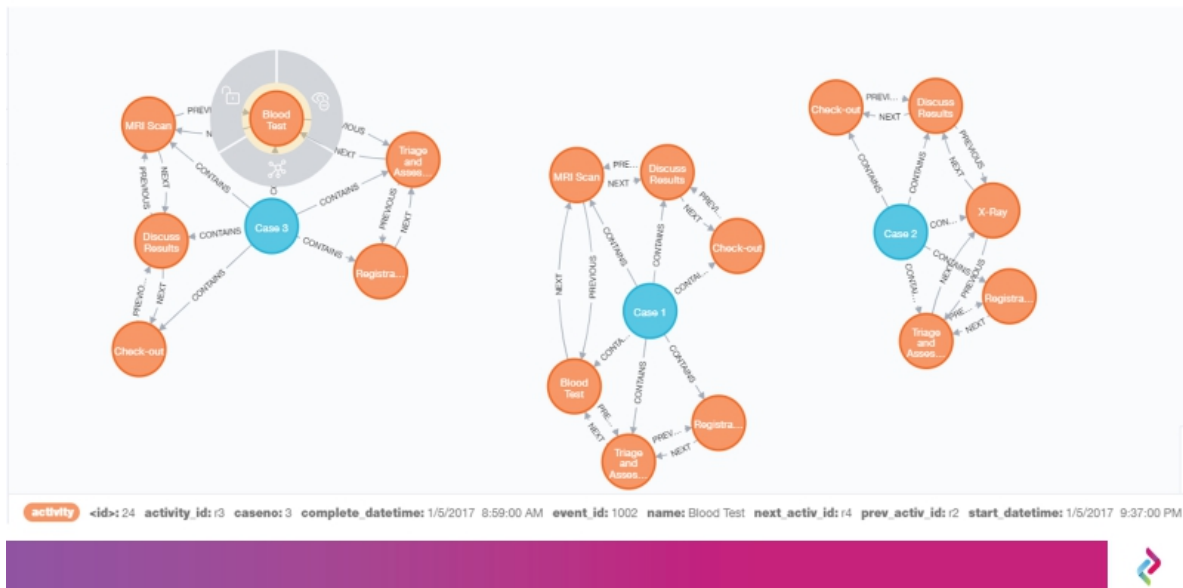 MRI Scan
PREVI
N
Blood
Test
VIOUS
NEXT
Triage
and
Asses...
CONTAINS
CONTAINS
C
PREVIOUS
NEXT
PREVIOUS
NEXT
Discuss
Results
CONTAINS
Case 3
CONTAINS
Registra...
CONTAINS
PREVIO...
NEXT
Check-out
MRI Scan
PRE...
NEXT
Discuss
Results
PREVI...
NEXT
Check-out
CONTAINS
CONTAINS
CONTAI...
NEXT
PREVIOUS
Case 1
CONTA...
CONTAINS
CONTAINS
Blood
Test
PRE...
NEXT
Triage
and
Asses...
PREV...
NEXT
Registra...
Check-out
PREVI...
NEXT
Discuss
Results
CONTAINS
CONTAINS
PREVIOUS
NEXT
X-Ray
CON...
Case 2
CONTAINS
CONTAI...
NEXT
PREVIOUS
Registra...
PRE...
NEXT
Triage
and
Asses...
activity <id>: 24 activity_id: r3 caseno: 3 complete_datetime: 1/5/2017 8:59:00 AM event_id: 1002 name: Blood Test next_activ_id: r4 prev_activ_id: r2 start_datetime: 1/5/2017 9:37:00 PM